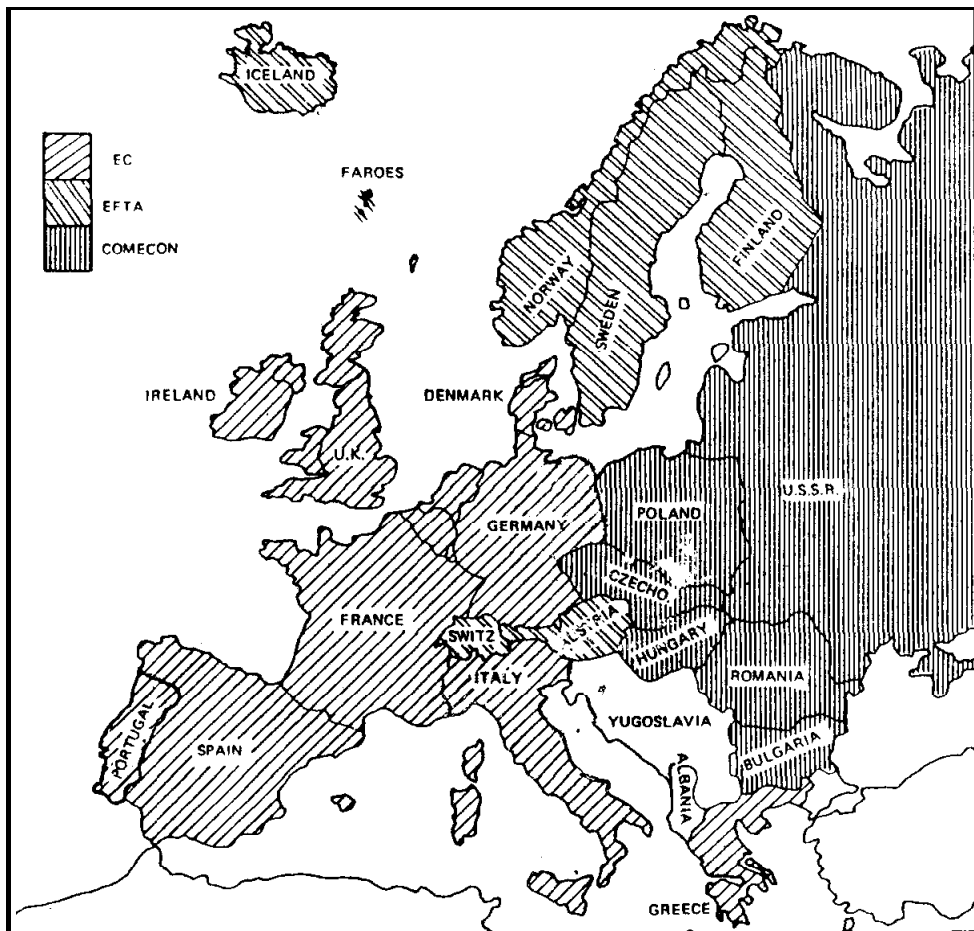 ICELAND
EC
EFTA
COMECON
FAROES
NORWAY
SWEDEN
FINLAND
IRELAND
DENMARK
U.K.
U.S.S.R.
POLAND
GERMANY
CZECHO.
FRANCE
SWITZ
HUNGARY
ITALY
ROMANIA
YUGOSLAVIA
PORTUGAL
SPAIN
BULGARIA
ALBANIA
GREECE